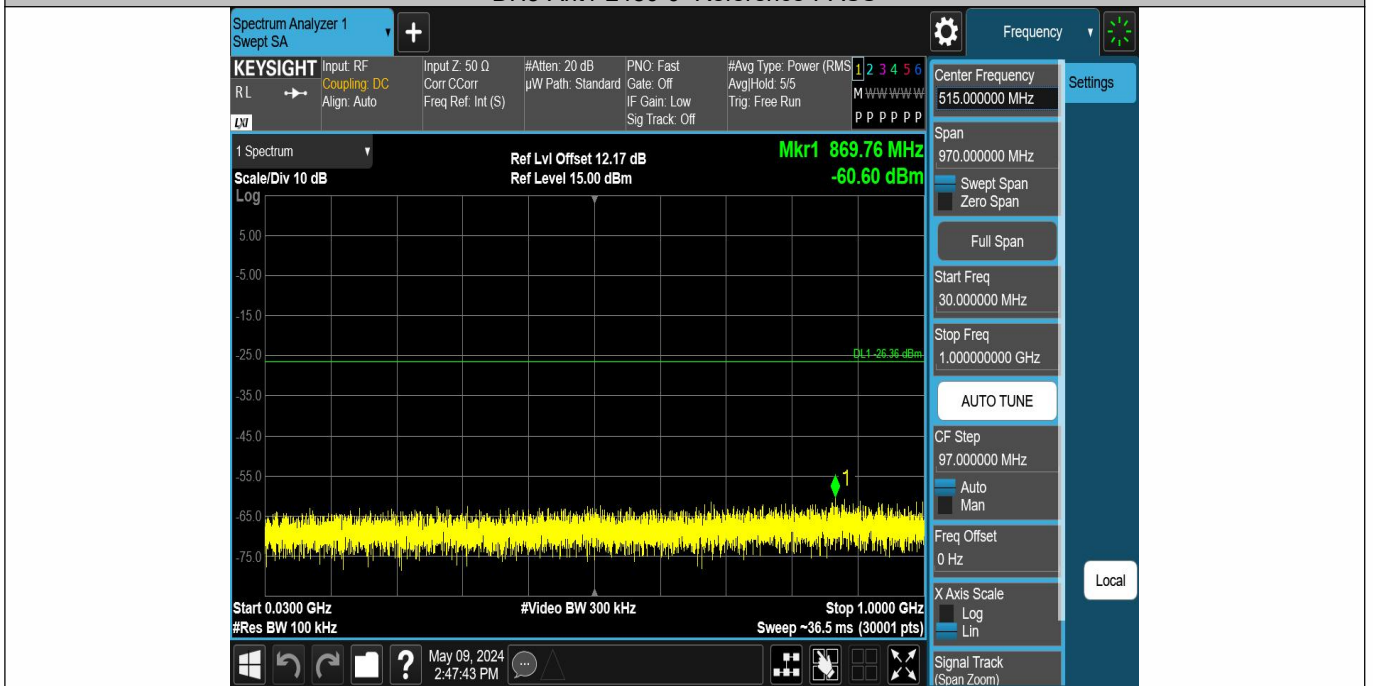 Spectrum Analyzer 1
Swept SA
Frequency
KEYSIGHT
RL
LXI
Input: RF
Coupling: DC
Align: Auto
Input Z: 50 Ω
Corr CCorr
Freq Ref: Int (S)
#Atten: 20 dB
µW Path: Standard
PNO: Fast
Gate: Off
IF Gain: Low
Sig Track: Off
#Avg Type: Power (RMS
Avg|Hold: 5/5
Trig: Free Run
1 2 3 4 5 6
M W W W W W
P P P P P P
1 Spectrum
Scale/Div 10 dB
Log
Ref Lvl Offset 12.17 dB
Ref Level 15.00 dBm
Mkr1 869.76 MHz
-60.60 dBm
5.00
-5.00
-15.0
-25.0
DL1 -26.36 dBm
-35.0
-45.0
-55.0
1
-65.0
-75.0
Start 0.0300 GHz
#Video BW 300 kHz
Stop 1.0000 GHz
#Res BW 100 kHz
Sweep ~36.5 ms (30001 pts)
May 09, 2024
2:47:43 PM
Center Frequency
515.000000 MHz
Settings
Span
970.000000 MHz
Swept Span
Zero Span
Full Span
Start Freq
30.000000 MHz
Stop Freq
1.000000000 GHz
AUTO TUNE
CF Step
97.000000 MHz
Auto
Man
Freq Offset
0 Hz
Local
X Axis Scale
Log
Lin
Signal Track
(Span Zoom)